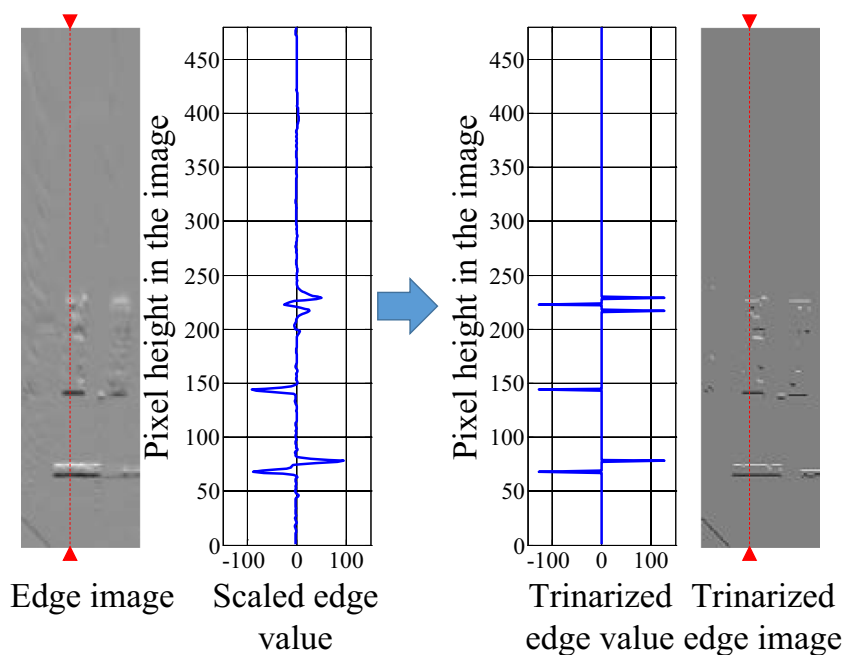 Pixel height in the image
450
400
350
300
250
200
150
100
50
0
-100 0 100
Pixel height in the image
450
400
350
300
250
200
150
100
50
0
-100 0 100
Edge image
Scaled edge
value
Trinarized
edge value
Trinarized
edge image